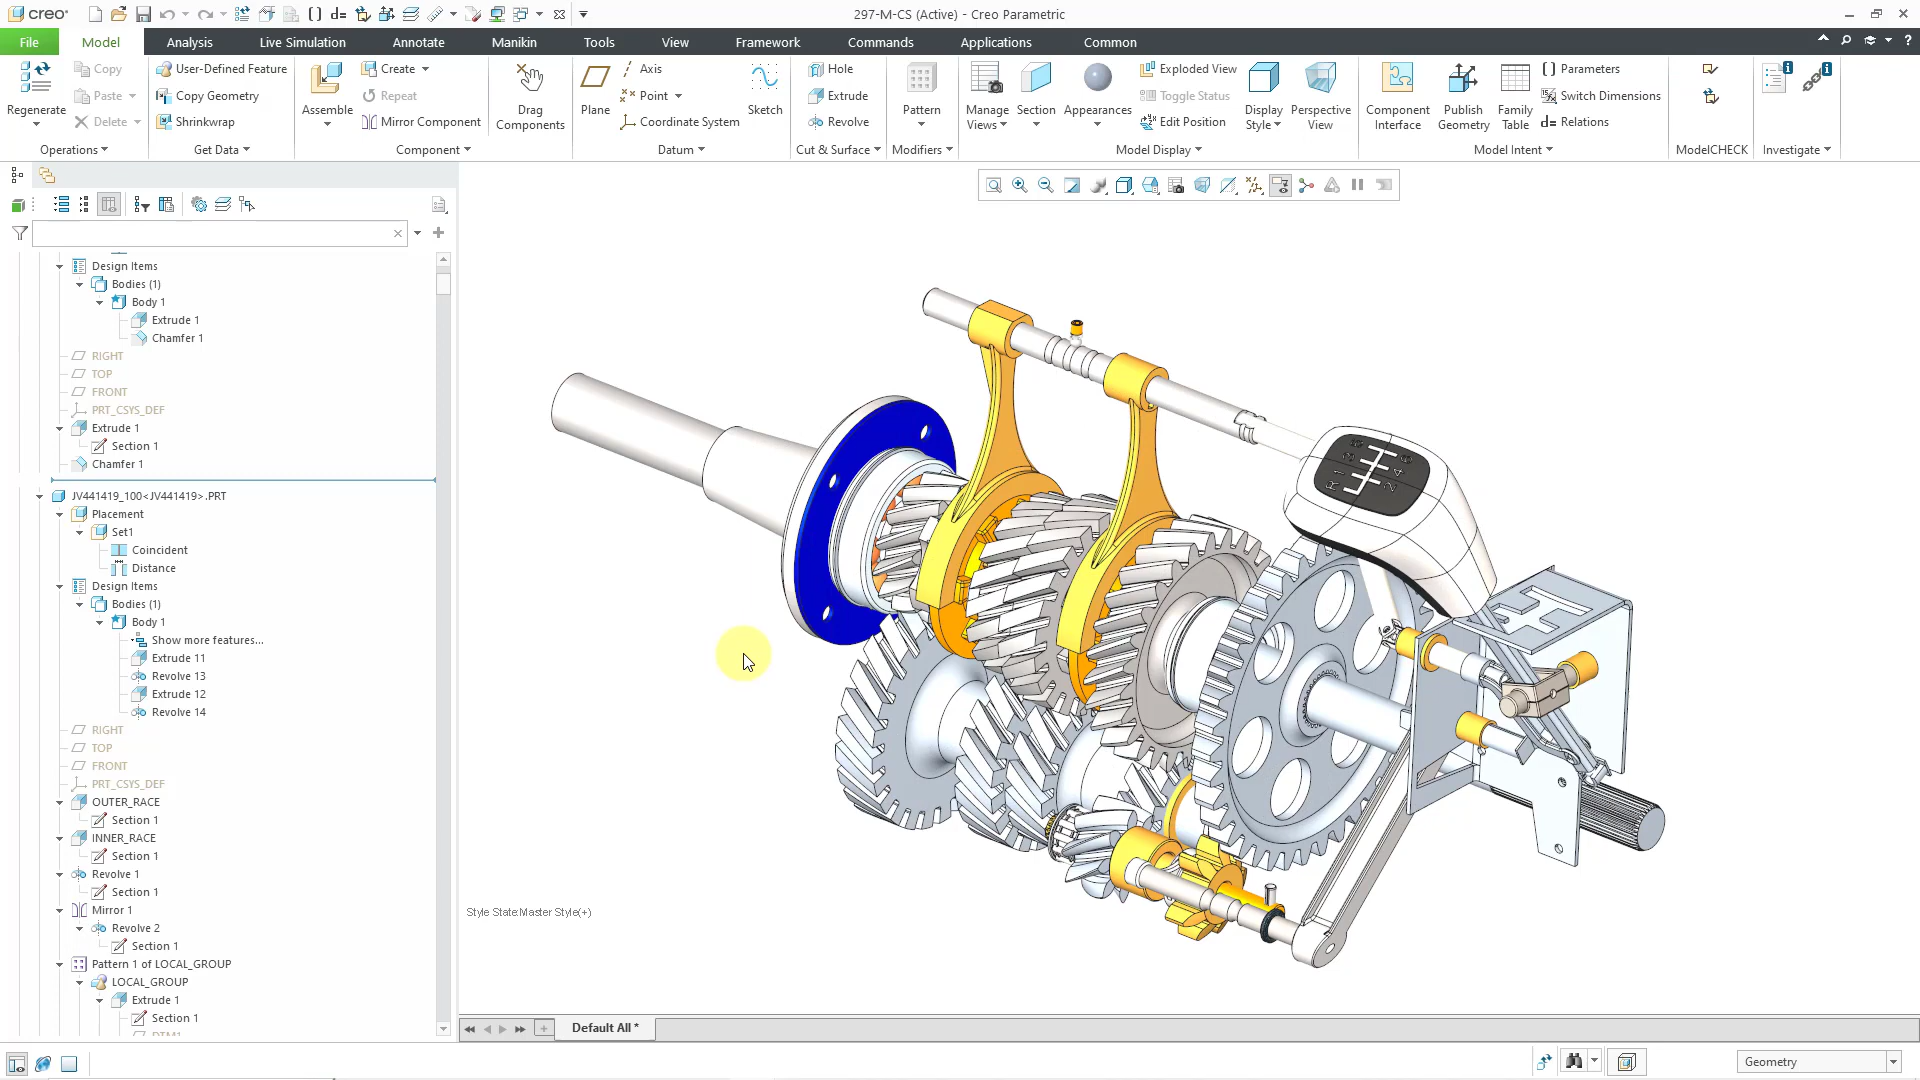 creo
297-M-CS (Active) - Creo Parametric
File
Model
Analysis
Live Simulation
Annotate
Manikin
Tools
View
Framework
Commands
Applications
Common
Regenerate
Copy
Paste
Delete
Operations
User-Defined Feature
Copy Geometry
Shrinkwrap
Get Data
Assemble
Create
Repeat
Mirror Component
Component
Drag
Components
Plane
Axis
Point
Coordinate System
Sketch
Datum
Hole
Extrude
Revolve
Cut & Surface
Pattern
Modifiers
Manage
Views
Section
Appearances
Exploded View
Toggle Status
Edit Position
Display
Style
Perspective
View
Model Display
Component
Interface
Publish
Geometry
Family
Table
Parameters
Switch Dimensions
d= Relations
Model Intent
ModelCHECK
Investigate
Design Items
Bodies (1)
Body 1
Extrude 1
Chamfer 1
RIGHT
TOP
FRONT
PRT_CSYS_DEF
Extrude 1
Section 1
Chamfer 1
JV441419_100<JV441419>.PRT
Placement
Set1
Coincident
Distance
Design Items
Bodies (1)
Body 1
Show more features...
Extrude 11
Revolve 13
Extrude 12
Revolve 14
RIGHT
TOP
FRONT
PRT_CSYS_DEF
OUTER_RACE
Section 1
INNER_RACE
Section 1
Revolve 1
Section 1
Mirror 1
Revolve 2
Section 1
Pattern 1 of LOCAL_GROUP
LOCAL_GROUP
Extrude 1
Section 1
DTM1
Style State:Master Style(+)
Default All *
Geometry